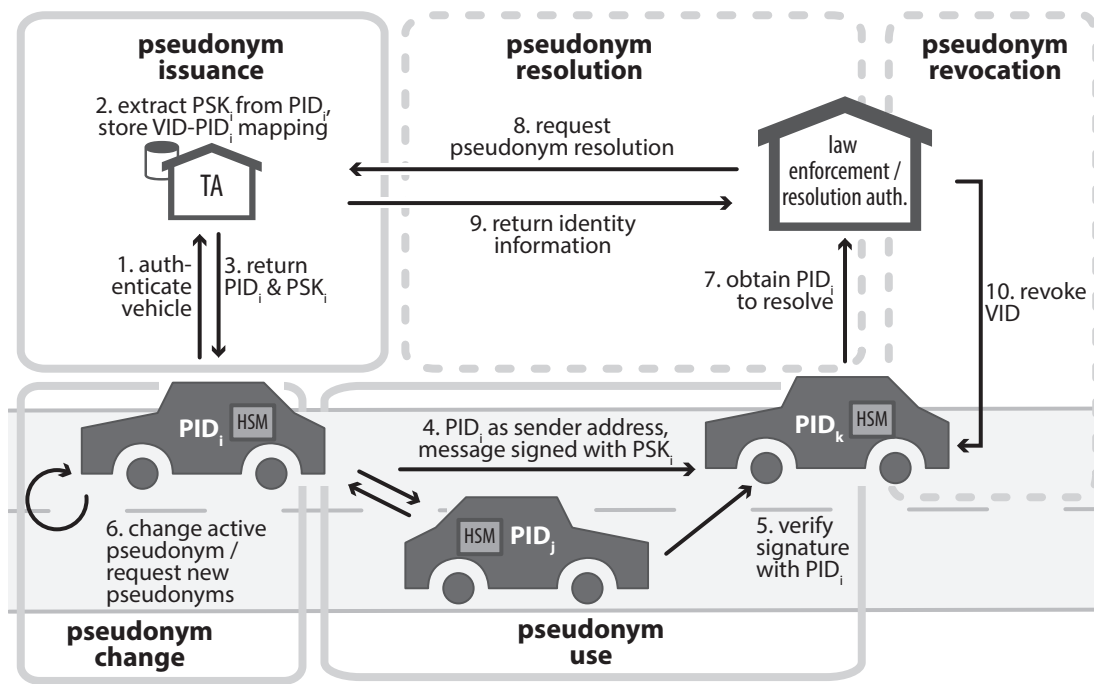 pseudonym
issuance
2. extract PSKᵢ from PIDᵢ,
store VID-PIDᵢ mapping
TA
1. auth-
enticate
vehicle
3. return
PIDᵢ & PSKᵢ
pseudonym
resolution
8. request
pseudonym resolution
9. return identity
information
law
enforcement /
resolution auth.
7. obtain PIDᵢ
to resolve
pseudonym
revocation
10. revoke
VID
PIDᵢ
HSM
4. PIDᵢ as sender address,
message signed with PSKᵢ
PIDₖ
HSM
HSM
PIDⱼ
5. verify
signature
with PIDᵢ
6. change active
pseudonym /
request new
pseudonyms
pseudonym
change
pseudonym
use